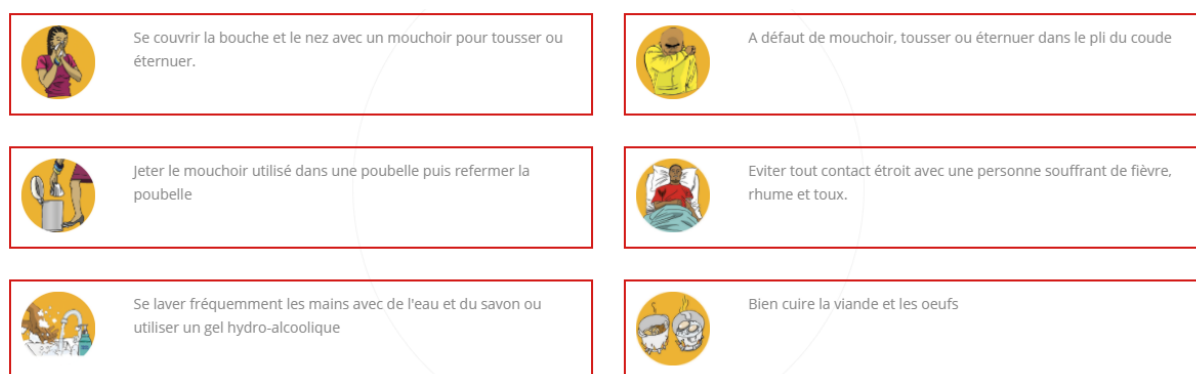 Se couvrir la bouche et le nez avec un mouchoir pour tousser ou
éternuer.
A défaut de mouchoir, tousser ou éternuer dans le pli du coude
Jeter le mouchoir utilisé dans une poubelle puis refermer la
poubelle
Eviter tout contact étroit avec une personne souffrant de fièvre,
rhume et toux.
Se laver fréquemment les mains avec de l'eau et du savon ou
utiliser un gel hydro-alcoolique
Bien cuire la viande et les oeufs